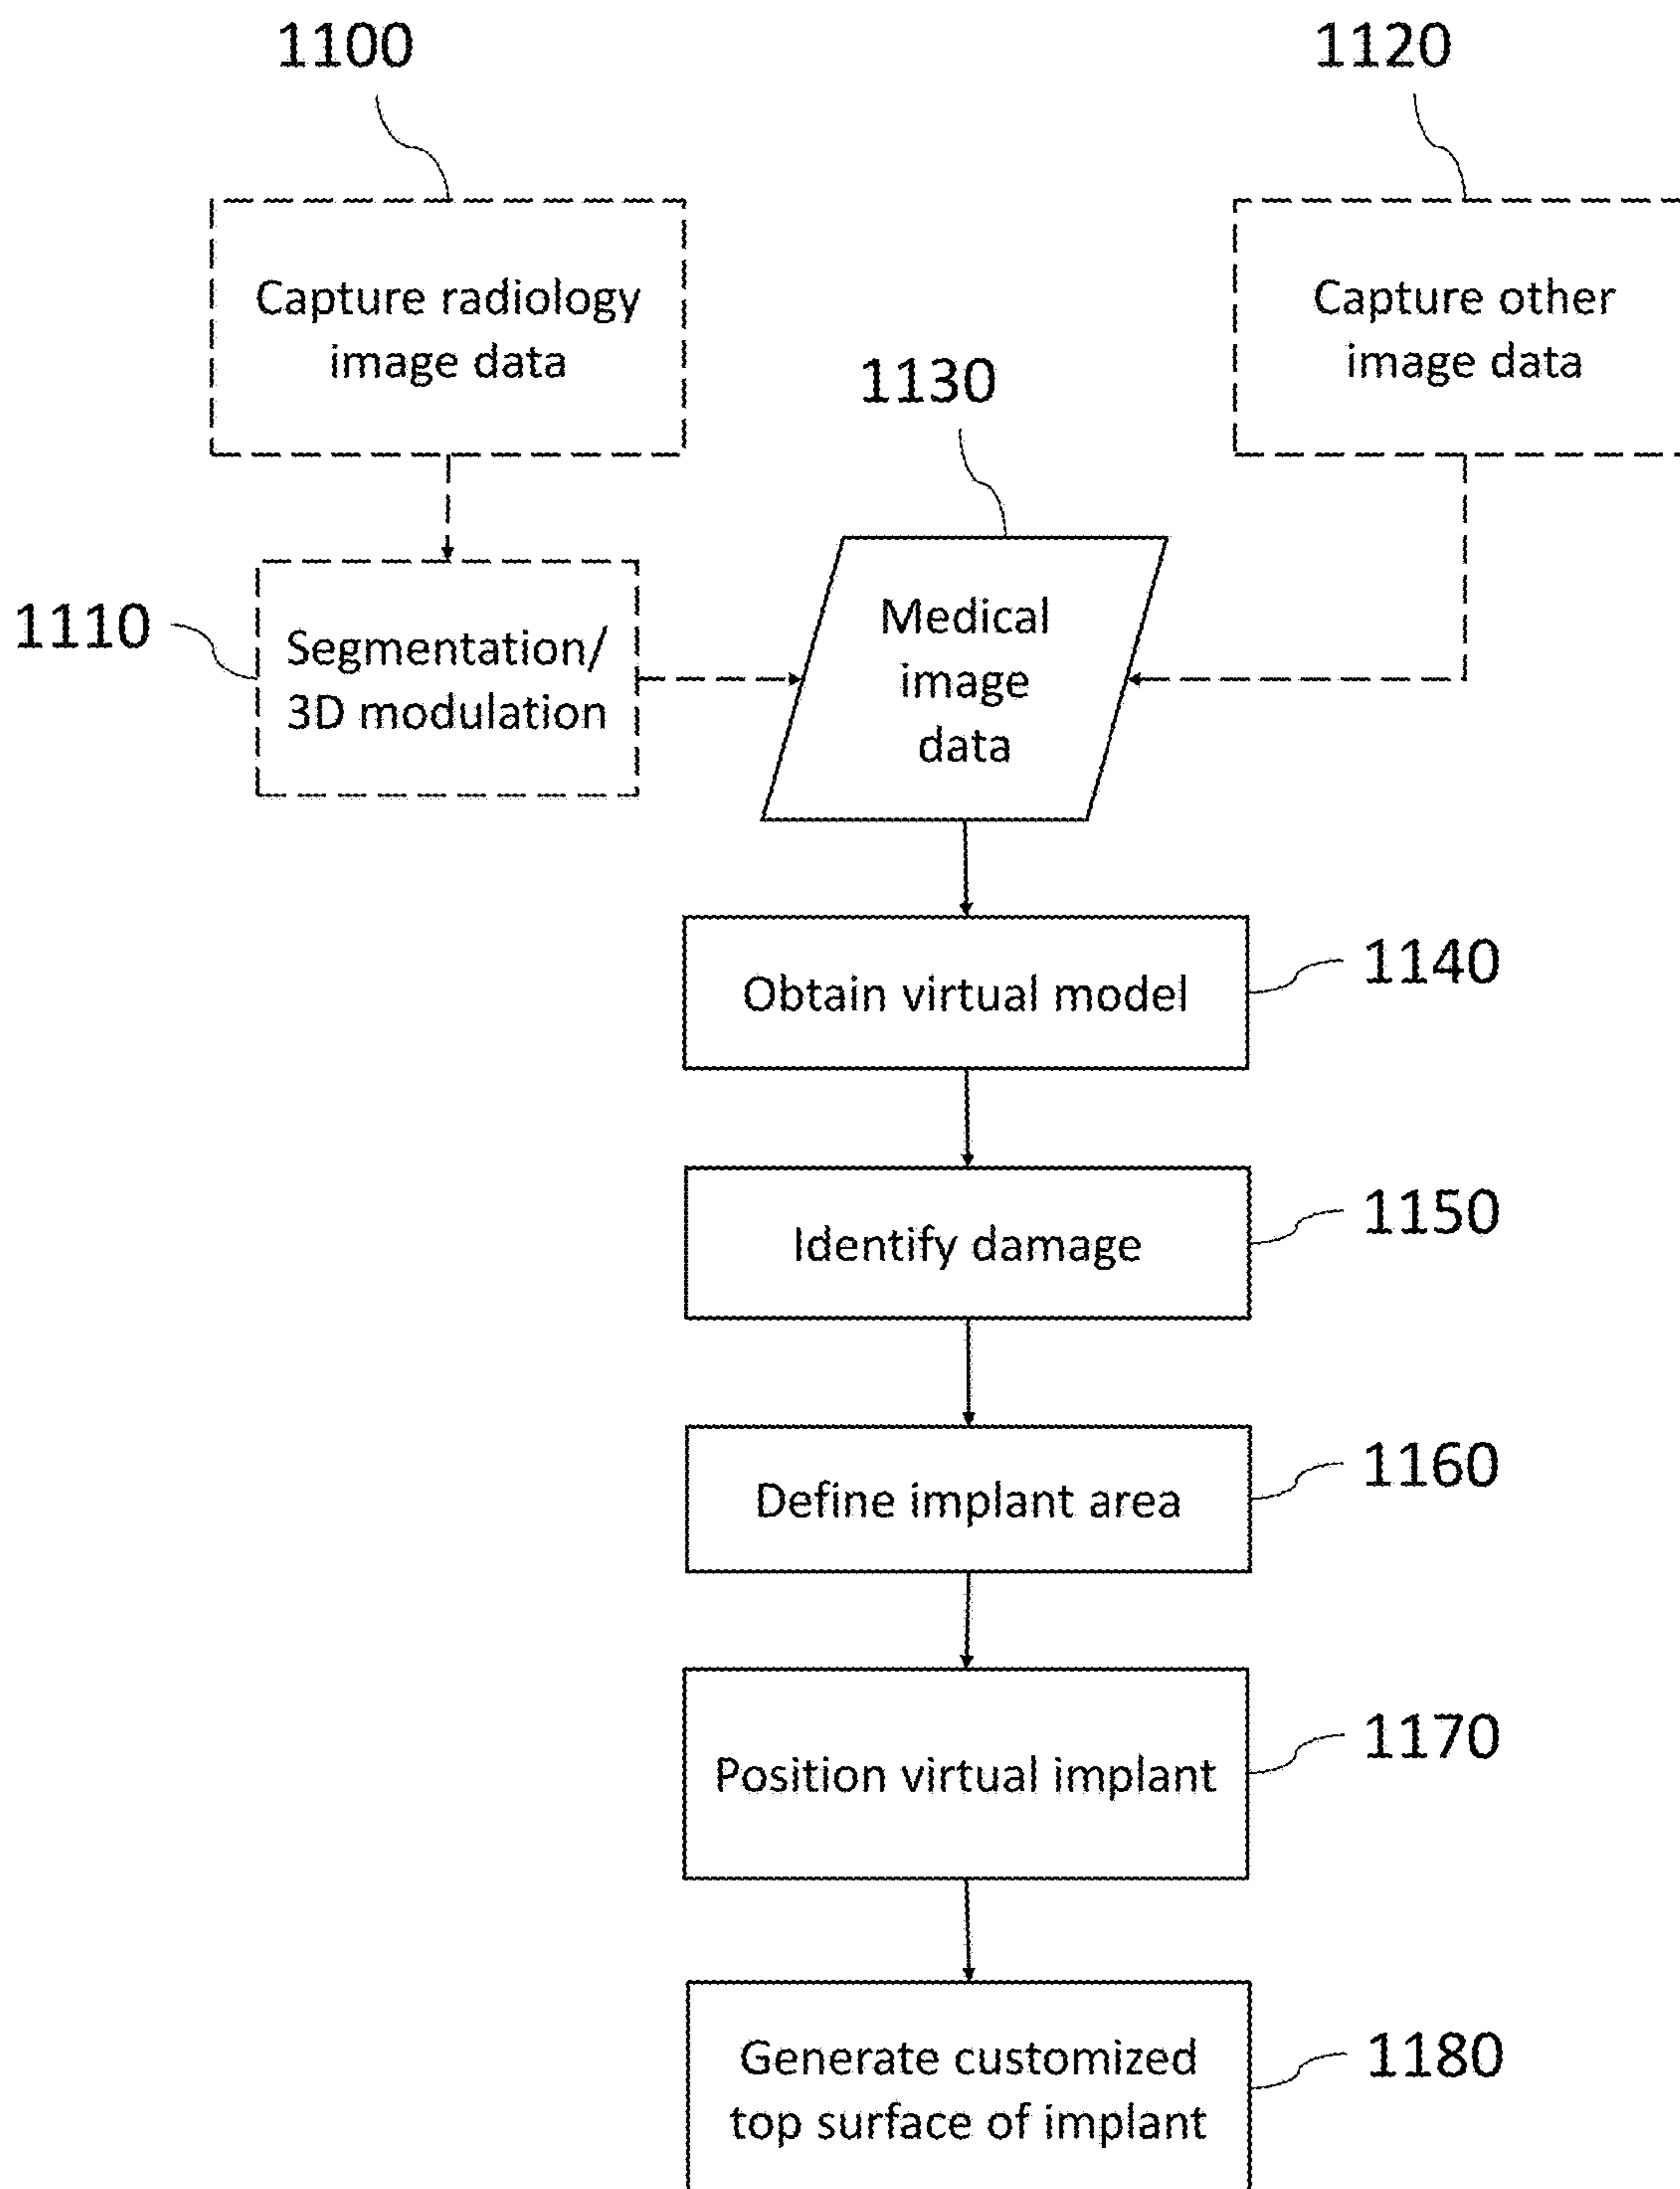 1100
1120
Capture radiology
image data
Capture other
image data
1130
1110
Segmentation/
3D modulation
Medical
image
data
Obtain virtual model
1140
Identify damage
1150
Define implant area
1160
Position virtual implant
1170
Generate customized
top surface of implant
1180